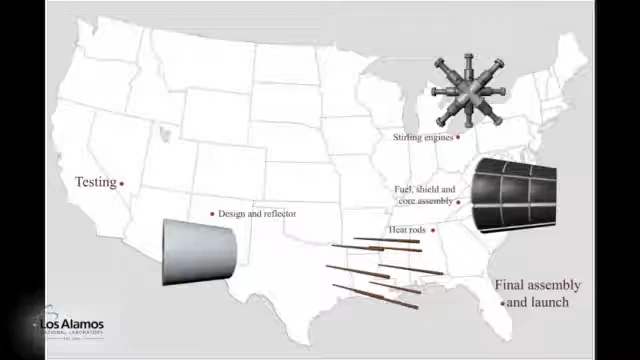 Stirling engines
Testing
Fuel, shield and
core assembly
Design and reflector
Heat rods
Final assembly
and launch
Los Alamos
NATIONAL LABORATORY